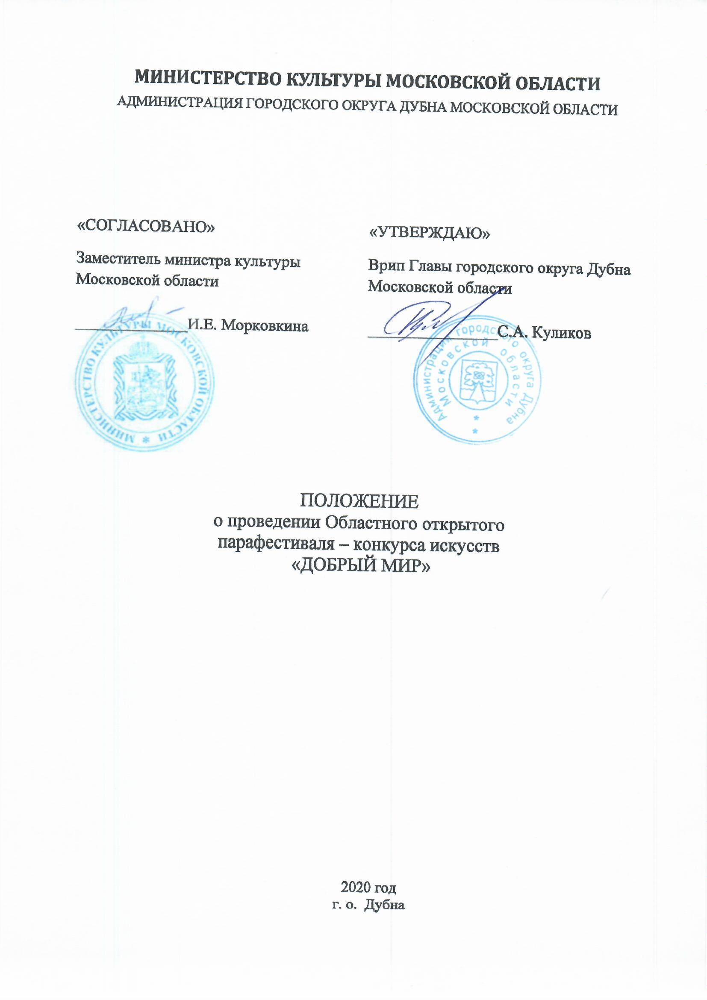 МИНИСТЕРСТВО КУЛЬТУРЫ МОСКОВСКОЙ ОБЛАСТИ
АДМИНИСТРАЦИЯ ГОРОДСКОГО ОКРУГА ДУБНА МОСКОВСКОЙ ОБЛАСТИ
«СОГЛАСОВАНО»
Заместитель министра культуры
Московской области
_______________И.Е. Морковкина
МИНИСТЕРСТВО КУЛЬТУРЫ МОСКОВСКОЙ ОБЛАСТИ *
«УТВЕРЖДАЮ»
Врип Главы городского округа Дубна
Московской области
_________________С.А. Куликов
Администрация городского округа Дубна *
Московской области *
ПОЛОЖЕНИЕ
о проведении Областного открытого
парафестиваля – конкурса искусств
«ДОБРЫЙ МИР»
2020 год
г. о. Дубна